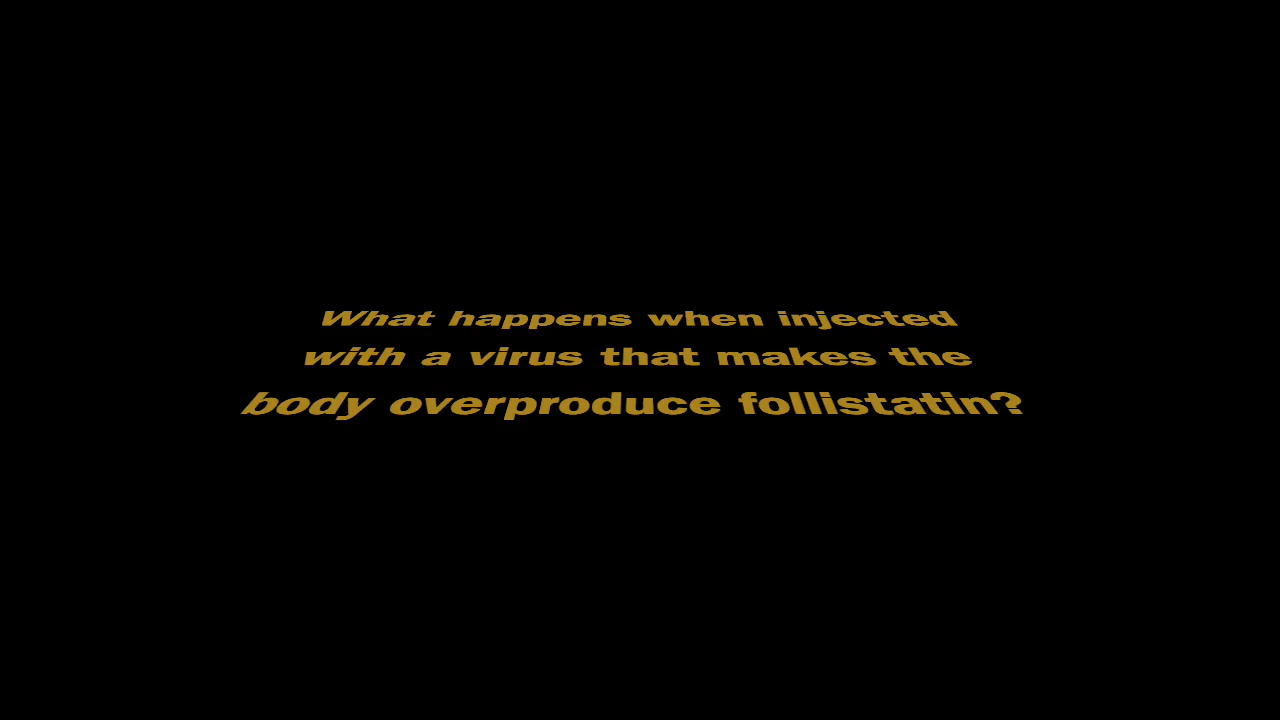 What happens when injected
with a virus that makes the
body overproduce follistatin?